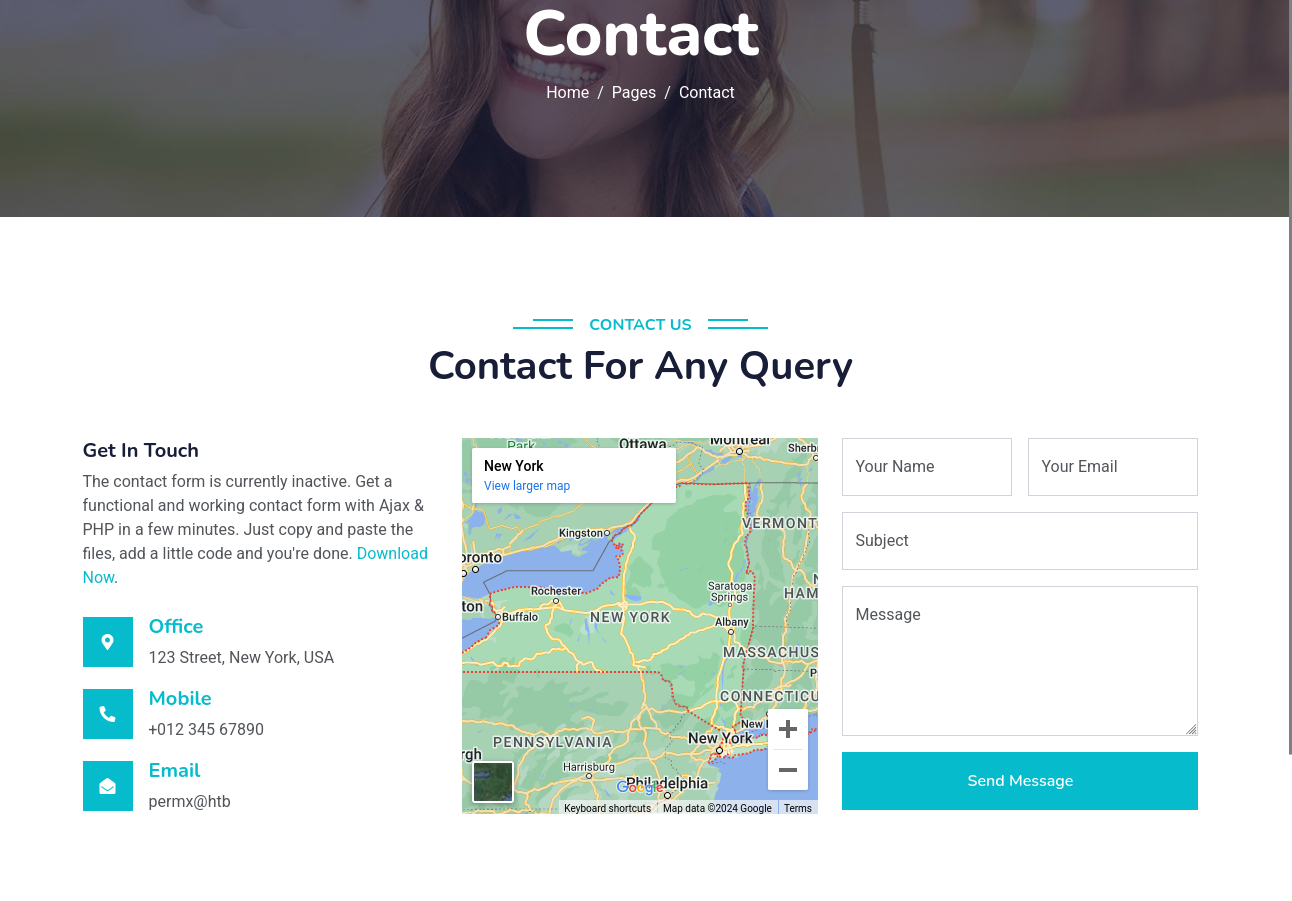 Contact
Home / Pages / Contact
CONTACT US
Contact For Any Query
Get In Touch
The contact form is currently inactive. Get a
functional and working contact form with Ajax &
PHP in a few minutes. Just copy and paste the
files, add a little code and you're done. Download
Now.
Office
123 Street, New York, USA
Mobile
+012 345 67890
Email
permx@htb
Park
Ottawa
Montreal
Sherb
New York
View larger map
Kingston
VERMONT
oronto
Rochester
Saratoga
Springs
HAM
ton
Buffalo
NEW YORK
Albany
MASSACHUS
CONNECTICU
New
New York
PENNSYLVANIA
rgh
Harrisburg
Philadelphia
Google
Keyboard shortcuts
Map data ©2024 Google
Terms
Your Name
Your Email
Subject
Message
Send Message